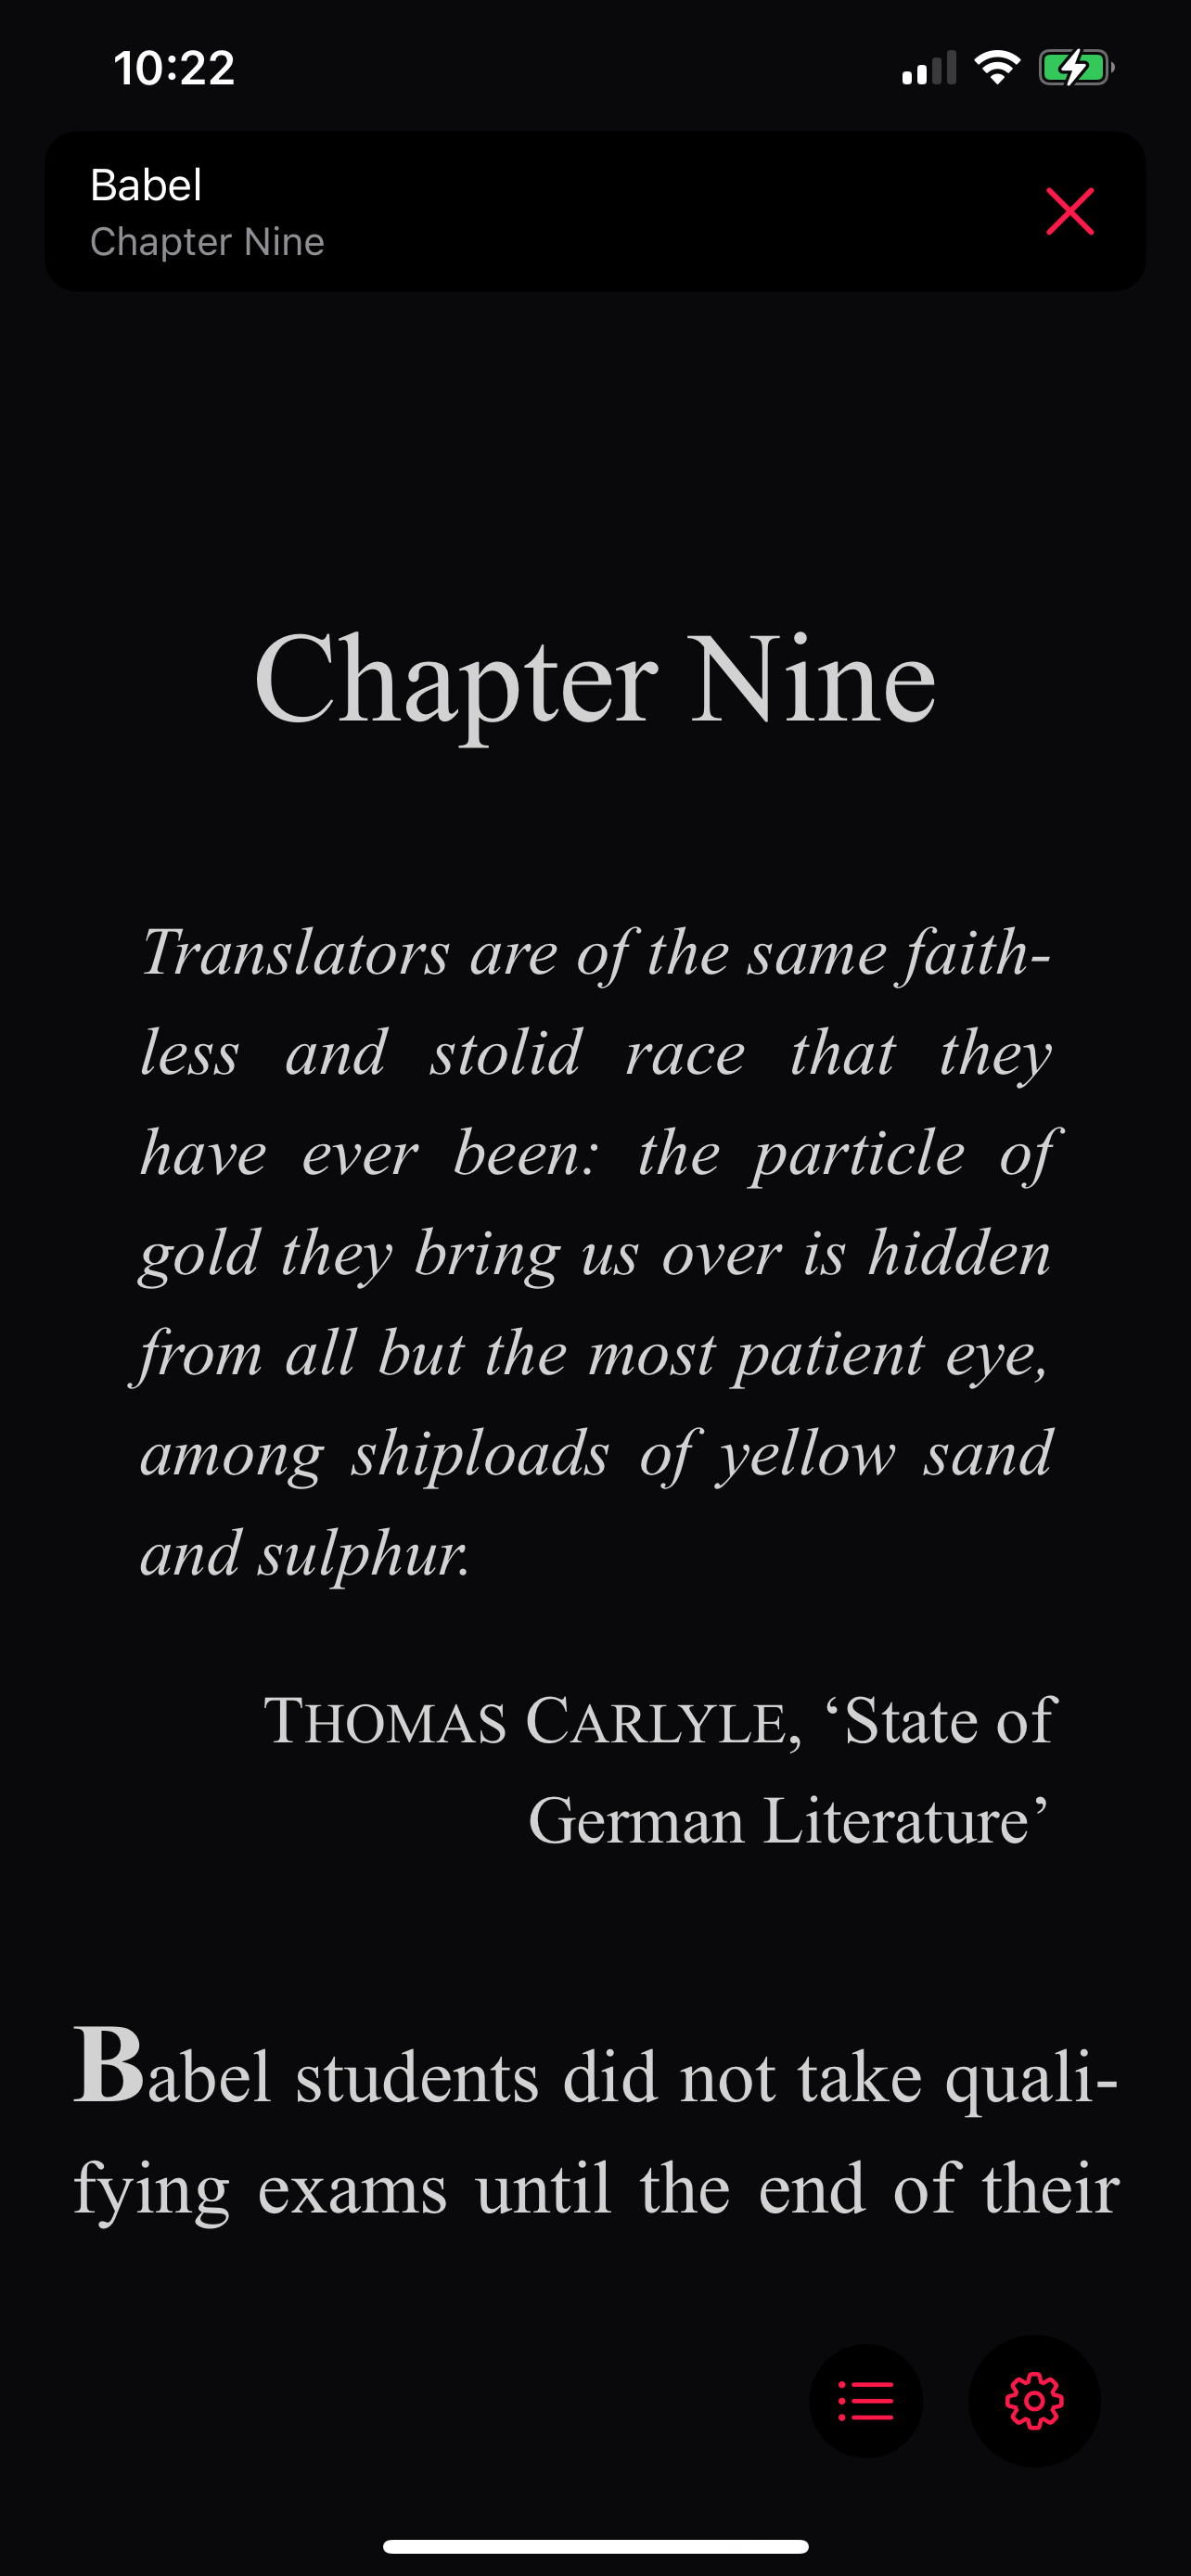 10:22
Babel
Chapter Nine
Chapter Nine
Translators are of the same faith-
less and stolid race that they
have ever been: the particle of
gold they bring us over is hidden
from all but the most patient eye,
among shiploads of yellow sand
and sulphur.
THOMAS CARLYLE, ‘State of
German Literature’
Babel students did not take quali-
fying exams until the end of their